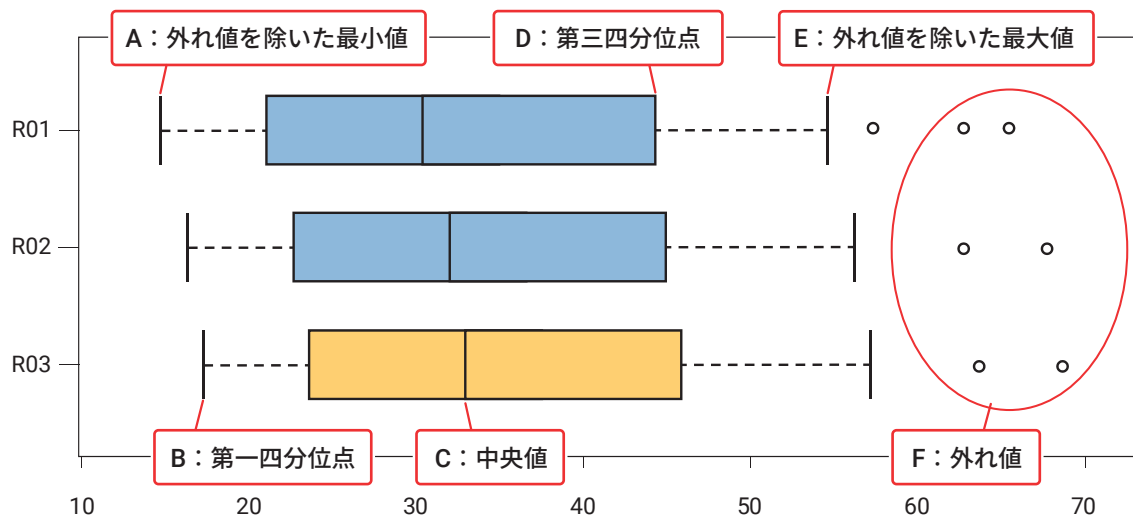 A：外れ値を除いた最小値
D：第三四分位点
E：外れ値を除いた最大値
R01
R02
R03
B：第一四分位点
C：中央値
F：外れ値
10 20 30 40 50 60 70